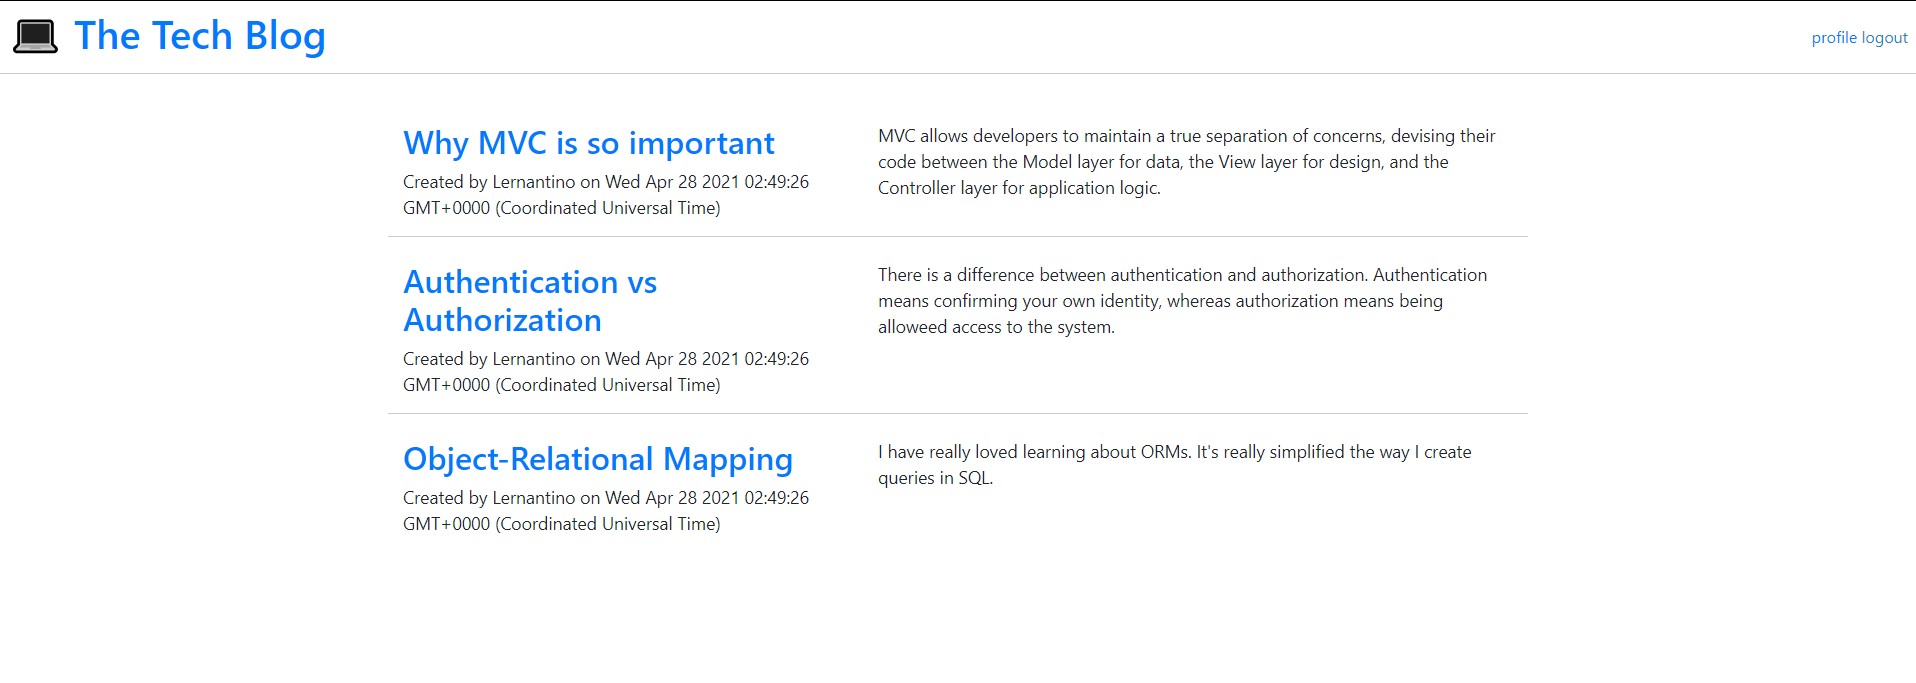 The Tech Blog
profile logout
Why MVC is so important
Created by Lernantino on Wed Apr 28 2021 02:49:26
GMT+0000 (Coordinated Universal Time)
MVC allows developers to maintain a true separation of concerns, devising their
code between the Model layer for data, the View layer for design, and the
Controller layer for application logic.
Authentication vs
Authorization
Created by Lernantino on Wed Apr 28 2021 02:49:26
GMT+0000 (Coordinated Universal Time)
There is a difference between authentication and authorization. Authentication
means confirming your own identity, whereas authorization means being
alloweed access to the system.
Object-Relational Mapping
Created by Lernantino on Wed Apr 28 2021 02:49:26
GMT+0000 (Coordinated Universal Time)
I have really loved learning about ORMs. It's really simplified the way I create
queries in SQL.